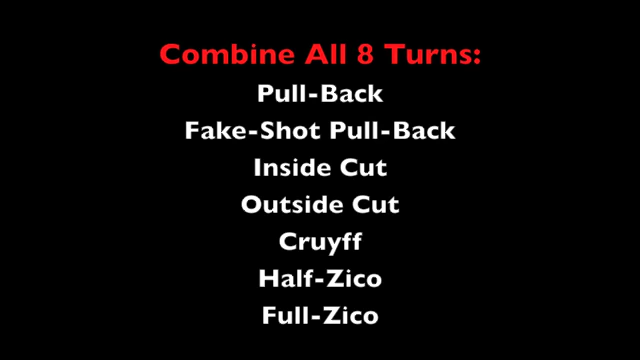 Combine All 8 Turns:
Pull-Back
Fake-Shot Pull-Back
Inside Cut
Outside Cut
Cruyff
Half-Zico
Full-Zico